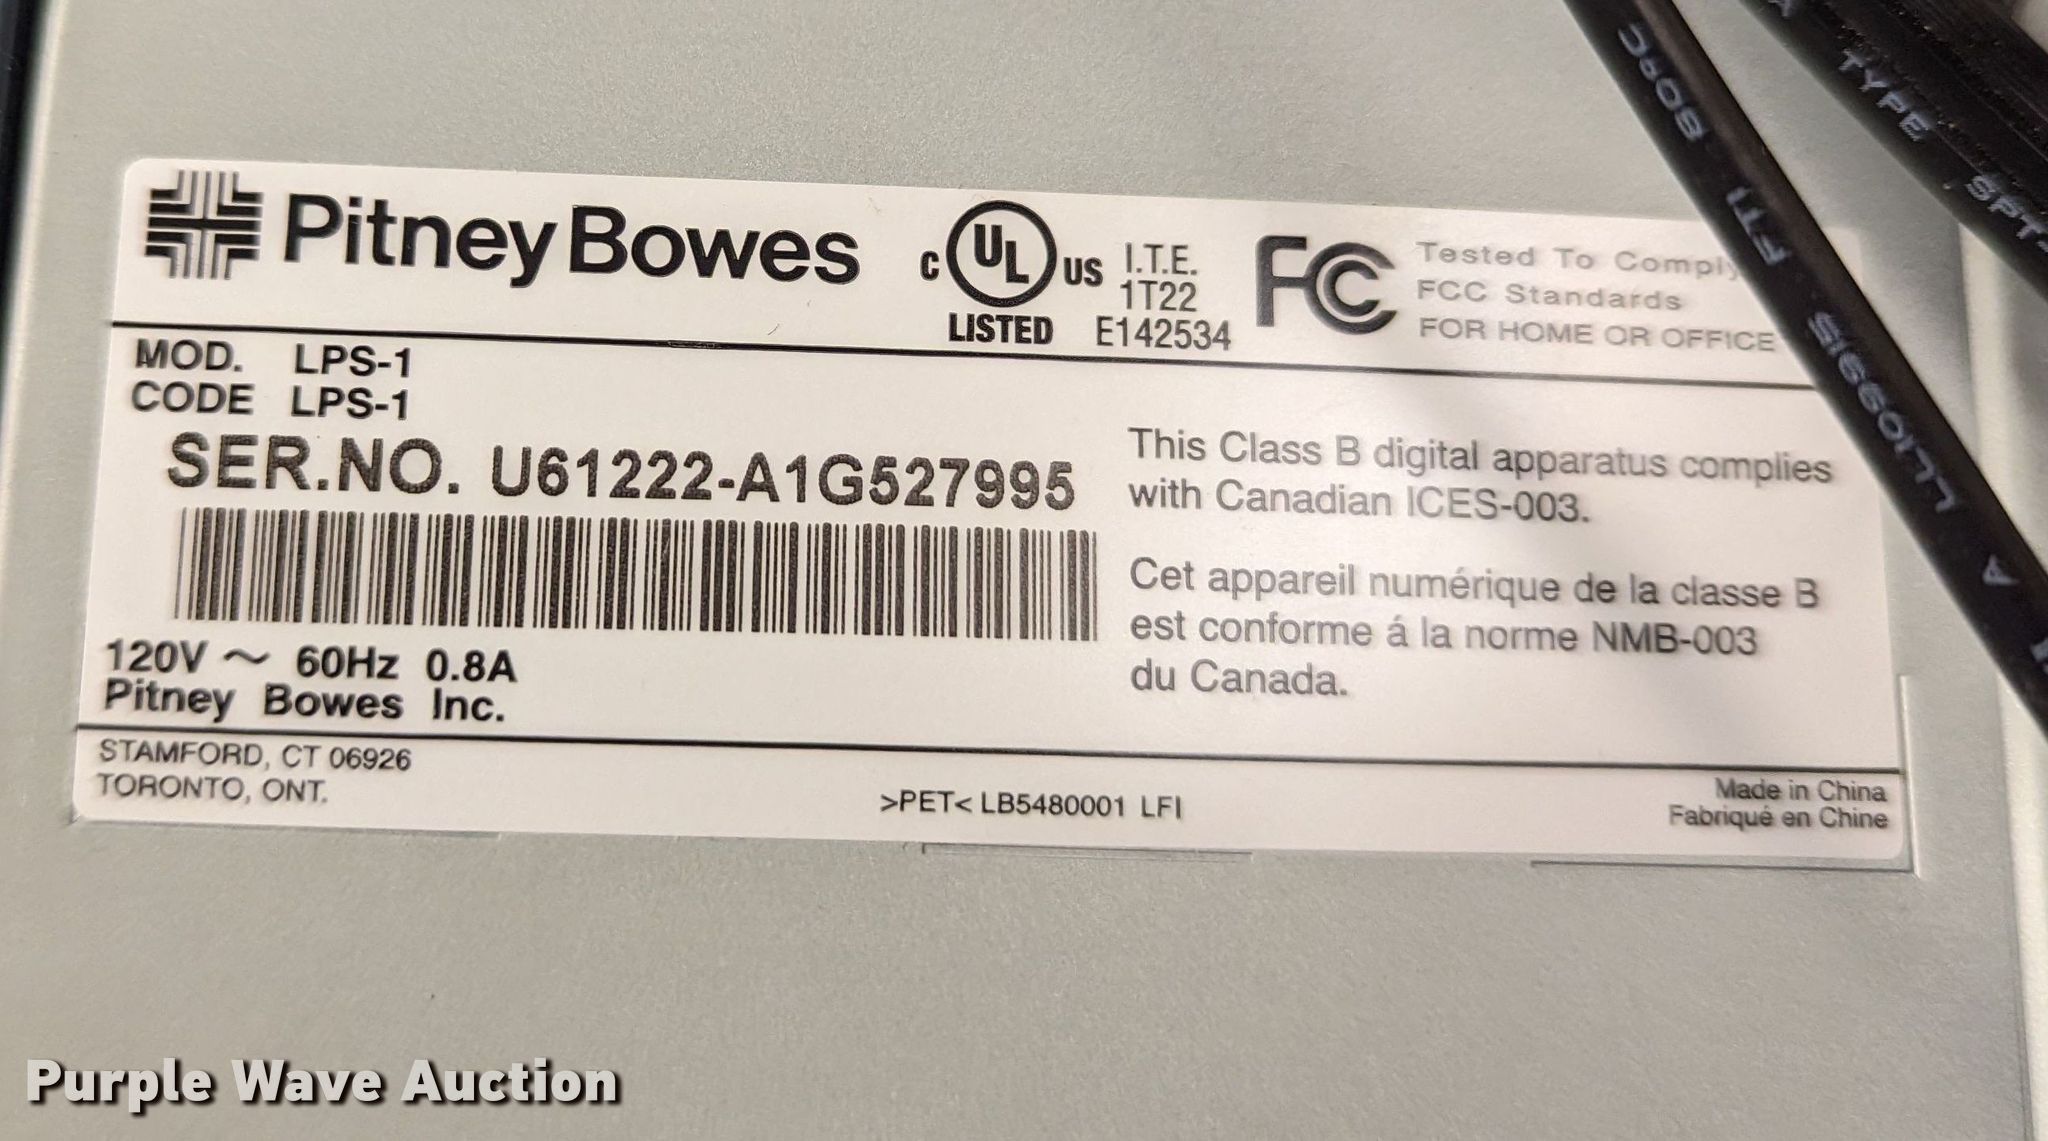 Pitney Bowes
C UL US
LISTED
I.T.E.
1T22
E142534
FC
Tested To Comply
FCC Standards
FOR HOME OR OFFICE
MOD. LPS-1
CODE LPS-1
SER.NO. U61222-A1G527995
This Class B digital apparatus complies
with Canadian ICES-003.
Cet appareil numérique de la classe B
est conforme á la norme NMB-003
du Canada.
120V ~ 60Hz 0.8A
Pitney Bowes Inc.
STAMFORD, CT 06926
TORONTO, ONT.
>PET< LB5480001 LFI
Made in China
Fabriqué en Chine
TYPE SPT-
Purple Wave Auction